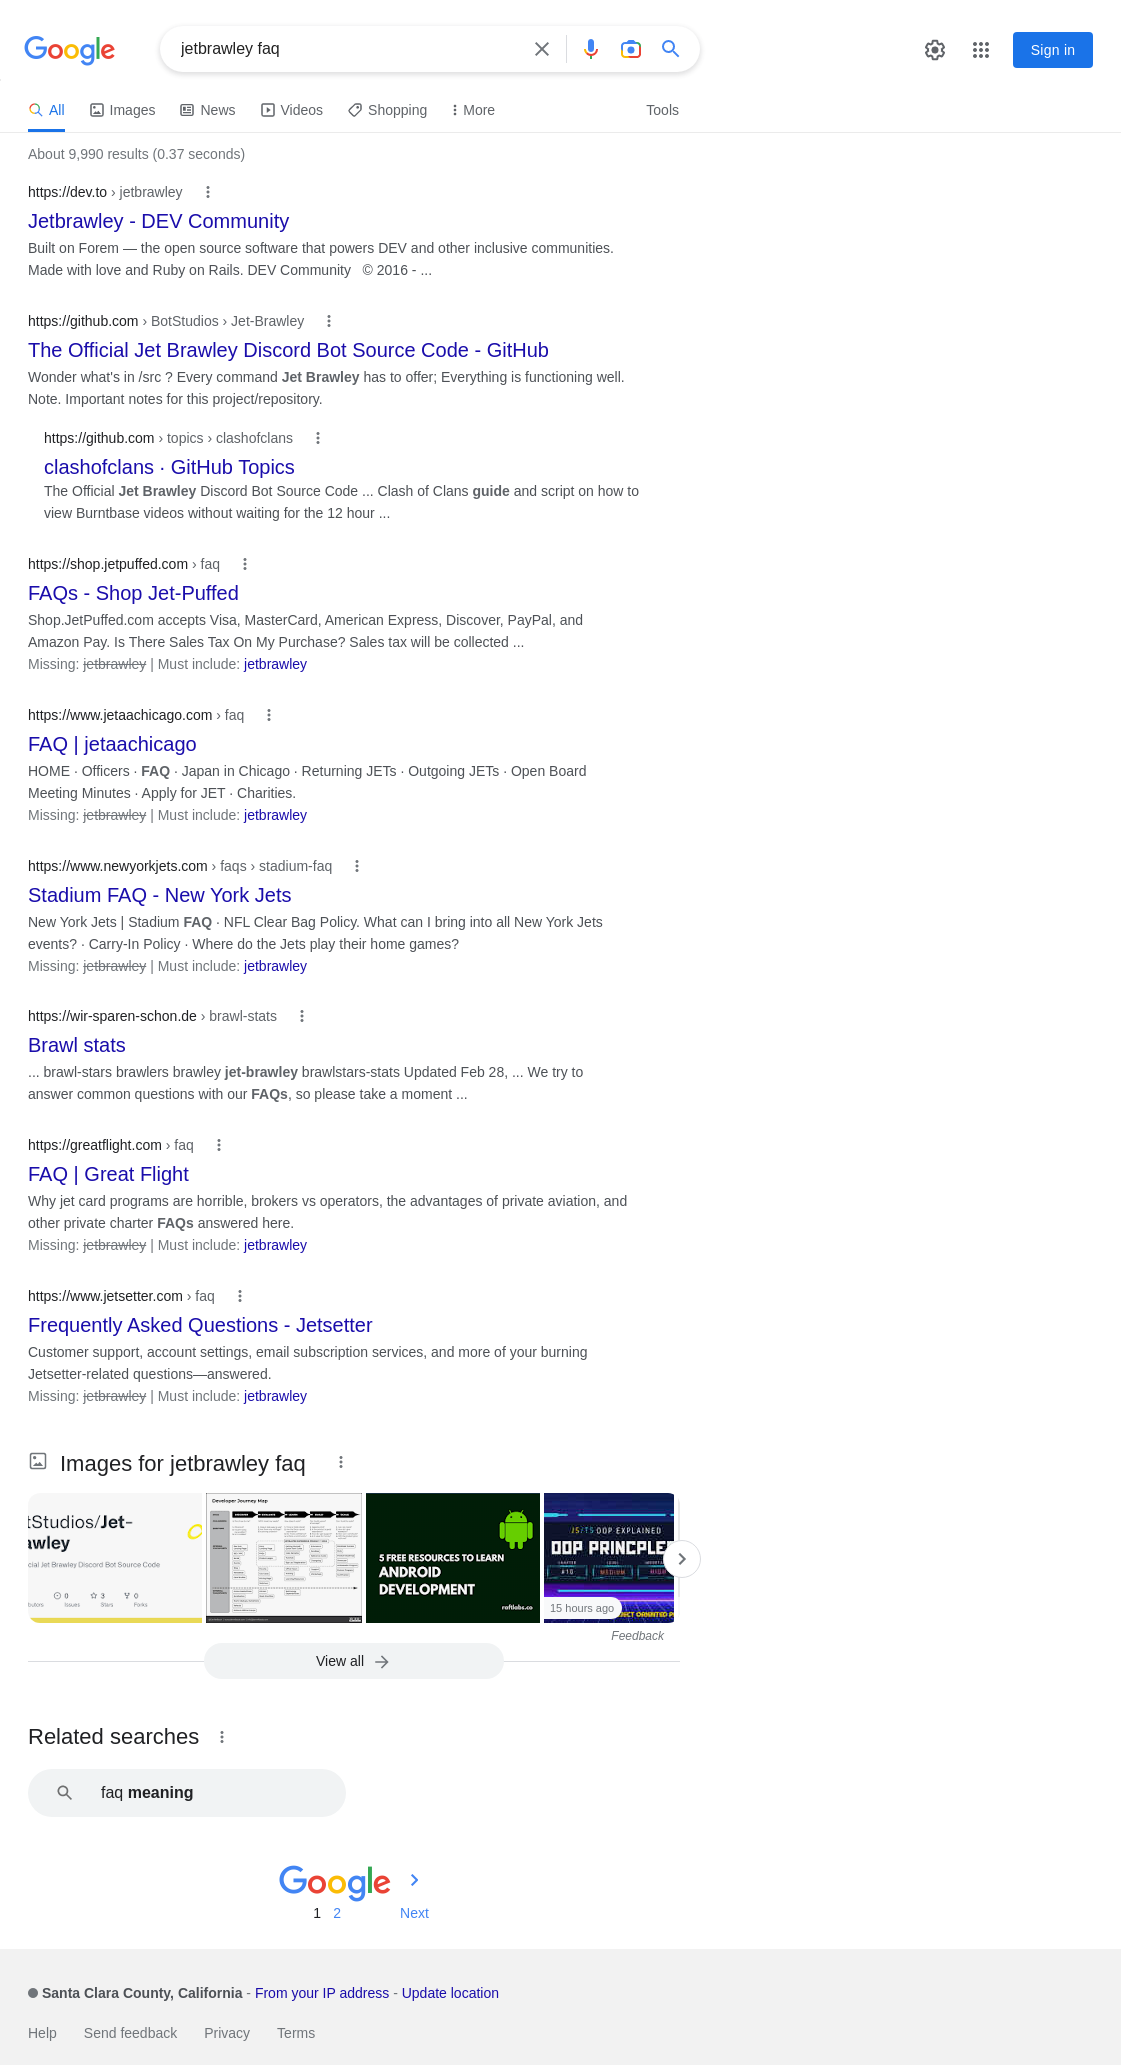 Google
jetbrawley faq
Sign in
All Images News Videos Shopping More Tools
About 9,990 results (0.37 seconds)
https://dev.to › jetbrawley
Jetbrawley - DEV Community
Built on Forem — the open source software that powers DEV and other inclusive communities.
Made with love and Ruby on Rails. DEV Community © 2016 - ...
https://github.com › BotStudios › Jet-Brawley
The Official Jet Brawley Discord Bot Source Code - GitHub
Wonder what's in /src ? Every command Jet Brawley has to offer; Everything is functioning well.
Note. Important notes for this project/repository.
https://github.com › topics › clashofclans
clashofclans · GitHub Topics
The Official Jet Brawley Discord Bot Source Code ... Clash of Clans guide and script on how to
view Burntbase videos without waiting for the 12 hour ...
https://shop.jetpuffed.com › faq
FAQs - Shop Jet-Puffed
Shop.JetPuffed.com accepts Visa, MasterCard, American Express, Discover, PayPal, and
Amazon Pay. Is There Sales Tax On My Purchase? Sales tax will be collected ...
Missing: jetbrawley | Must include: jetbrawley
https://www.jetaachicago.com › faq
FAQ | jetaachicago
HOME · Officers · FAQ · Japan in Chicago · Returning JETs · Outgoing JETs · Open Board
Meeting Minutes · Apply for JET · Charities.
Missing: jetbrawley | Must include: jetbrawley
https://www.newyorkjets.com › faqs › stadium-faq
Stadium FAQ - New York Jets
New York Jets | Stadium FAQ · NFL Clear Bag Policy. What can I bring into all New York Jets
events? · Carry-In Policy · Where do the Jets play their home games?
Missing: jetbrawley | Must include: jetbrawley
https://wir-sparen-schon.de › brawl-stats
Brawl stats
... brawl-stars brawlers brawley jet-brawley brawlstars-stats Updated Feb 28, ... We try to
answer common questions with our FAQs, so please take a moment ...
https://greatflight.com › faq
FAQ | Great Flight
Why jet card programs are horrible, brokers vs operators, the advantages of private aviation, and
other private charter FAQs answered here.
Missing: jetbrawley | Must include: jetbrawley
https://www.jetsetter.com › faq
Frequently Asked Questions - Jetsetter
Customer support, account settings, email subscription services, and more of your burning
Jetsetter-related questions—answered.
Missing: jetbrawley | Must include: jetbrawley
Images for jetbrawley faq
tStudios/Jet-
awley
cial Jet Brawley Discord Bot Source Code
0 3 0
butors Issues Stars Forks
Developer Journey Map
5 FREE RESOURCES TO LEARN
ANDROID
DEVELOPMENT
raftlabs.co
JS/TS OOP EXPLAINED
OOP PRINCPLE
#10 MEDIUM HIGH
15 hours ago
Feedback
View all
Related searches
faq meaning
Google
1 2 Next
Santa Clara County, California - From your IP address - Update location
Help Send feedback Privacy Terms